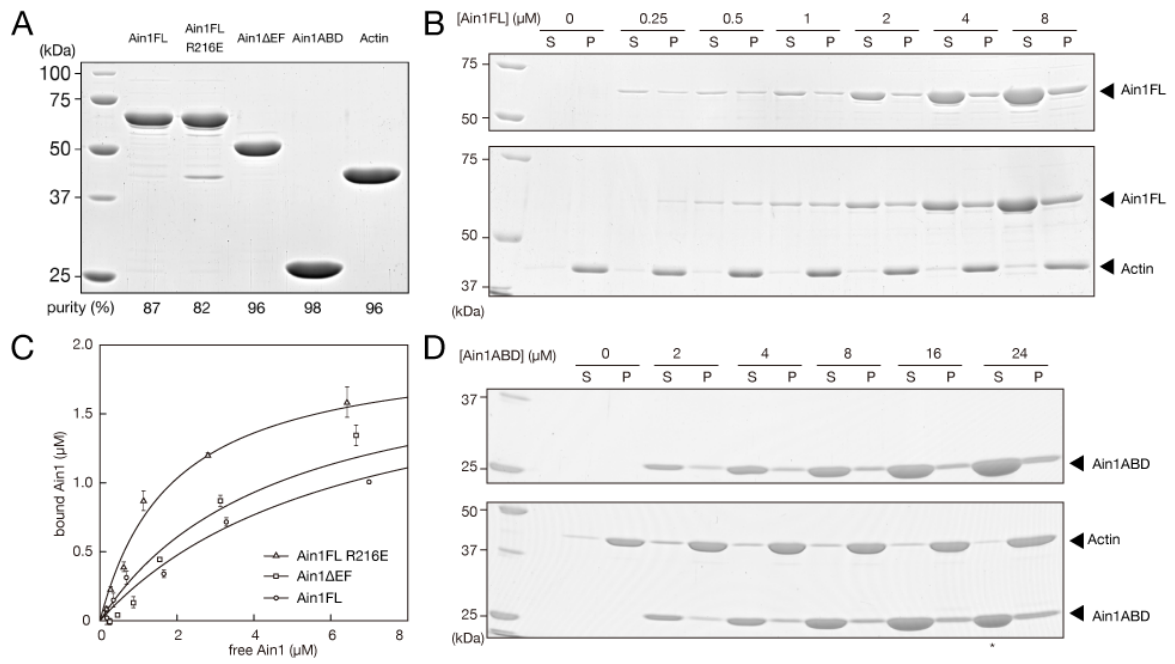 A
Ain1FL Ain1FL R216E Ain1ΔEF Ain1ABD Actin
(kDa)
100
75
50
37
25
purity (%) 87 82 96 98 96
B
[Ain1FL] (μM) 0 0.25 0.5 1 2 4 8
S P S P S P S P S P S P S P
75
Ain1FL
50
75
Ain1FL
50
Actin
37
(kDa)
C
2.0
1.5
1.0
0.5
0
bound Ain1 (μM)
Ain1FL R216E
Ain1ΔEF
Ain1FL
0 2 4 6 8
free Ain1 (μM)
D
[Ain1ABD] (μM) 0 2 4 8 16 24
S P S P S P S P S P S P
37
25
Ain1ABD
50
Actin
37
25
Ain1ABD
(kDa)
*